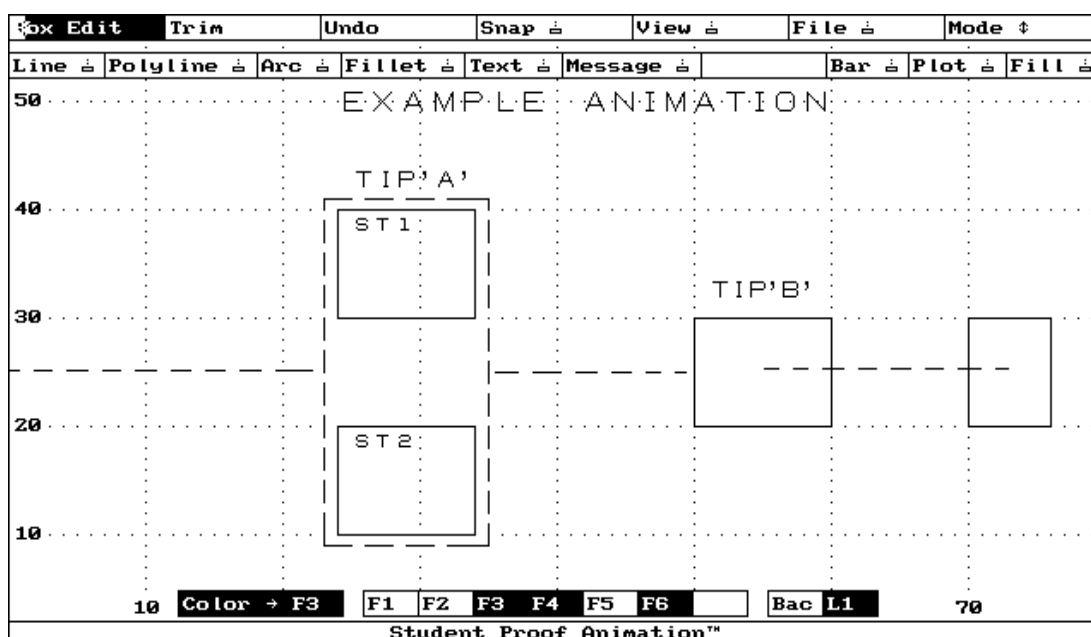 Box Edit Trim Undo Snap View File Mode
Line Polyline Arc Fillet Text Message Bar Plot Fill
50 EXAMPLE ANIMATION
TIP'A'
40
ST1
TIP'B'
30
20
ST2
10
10 Color → F3 F1 F2 F3 F4 F5 F6 Bac L1 70
Student Proof Animation™